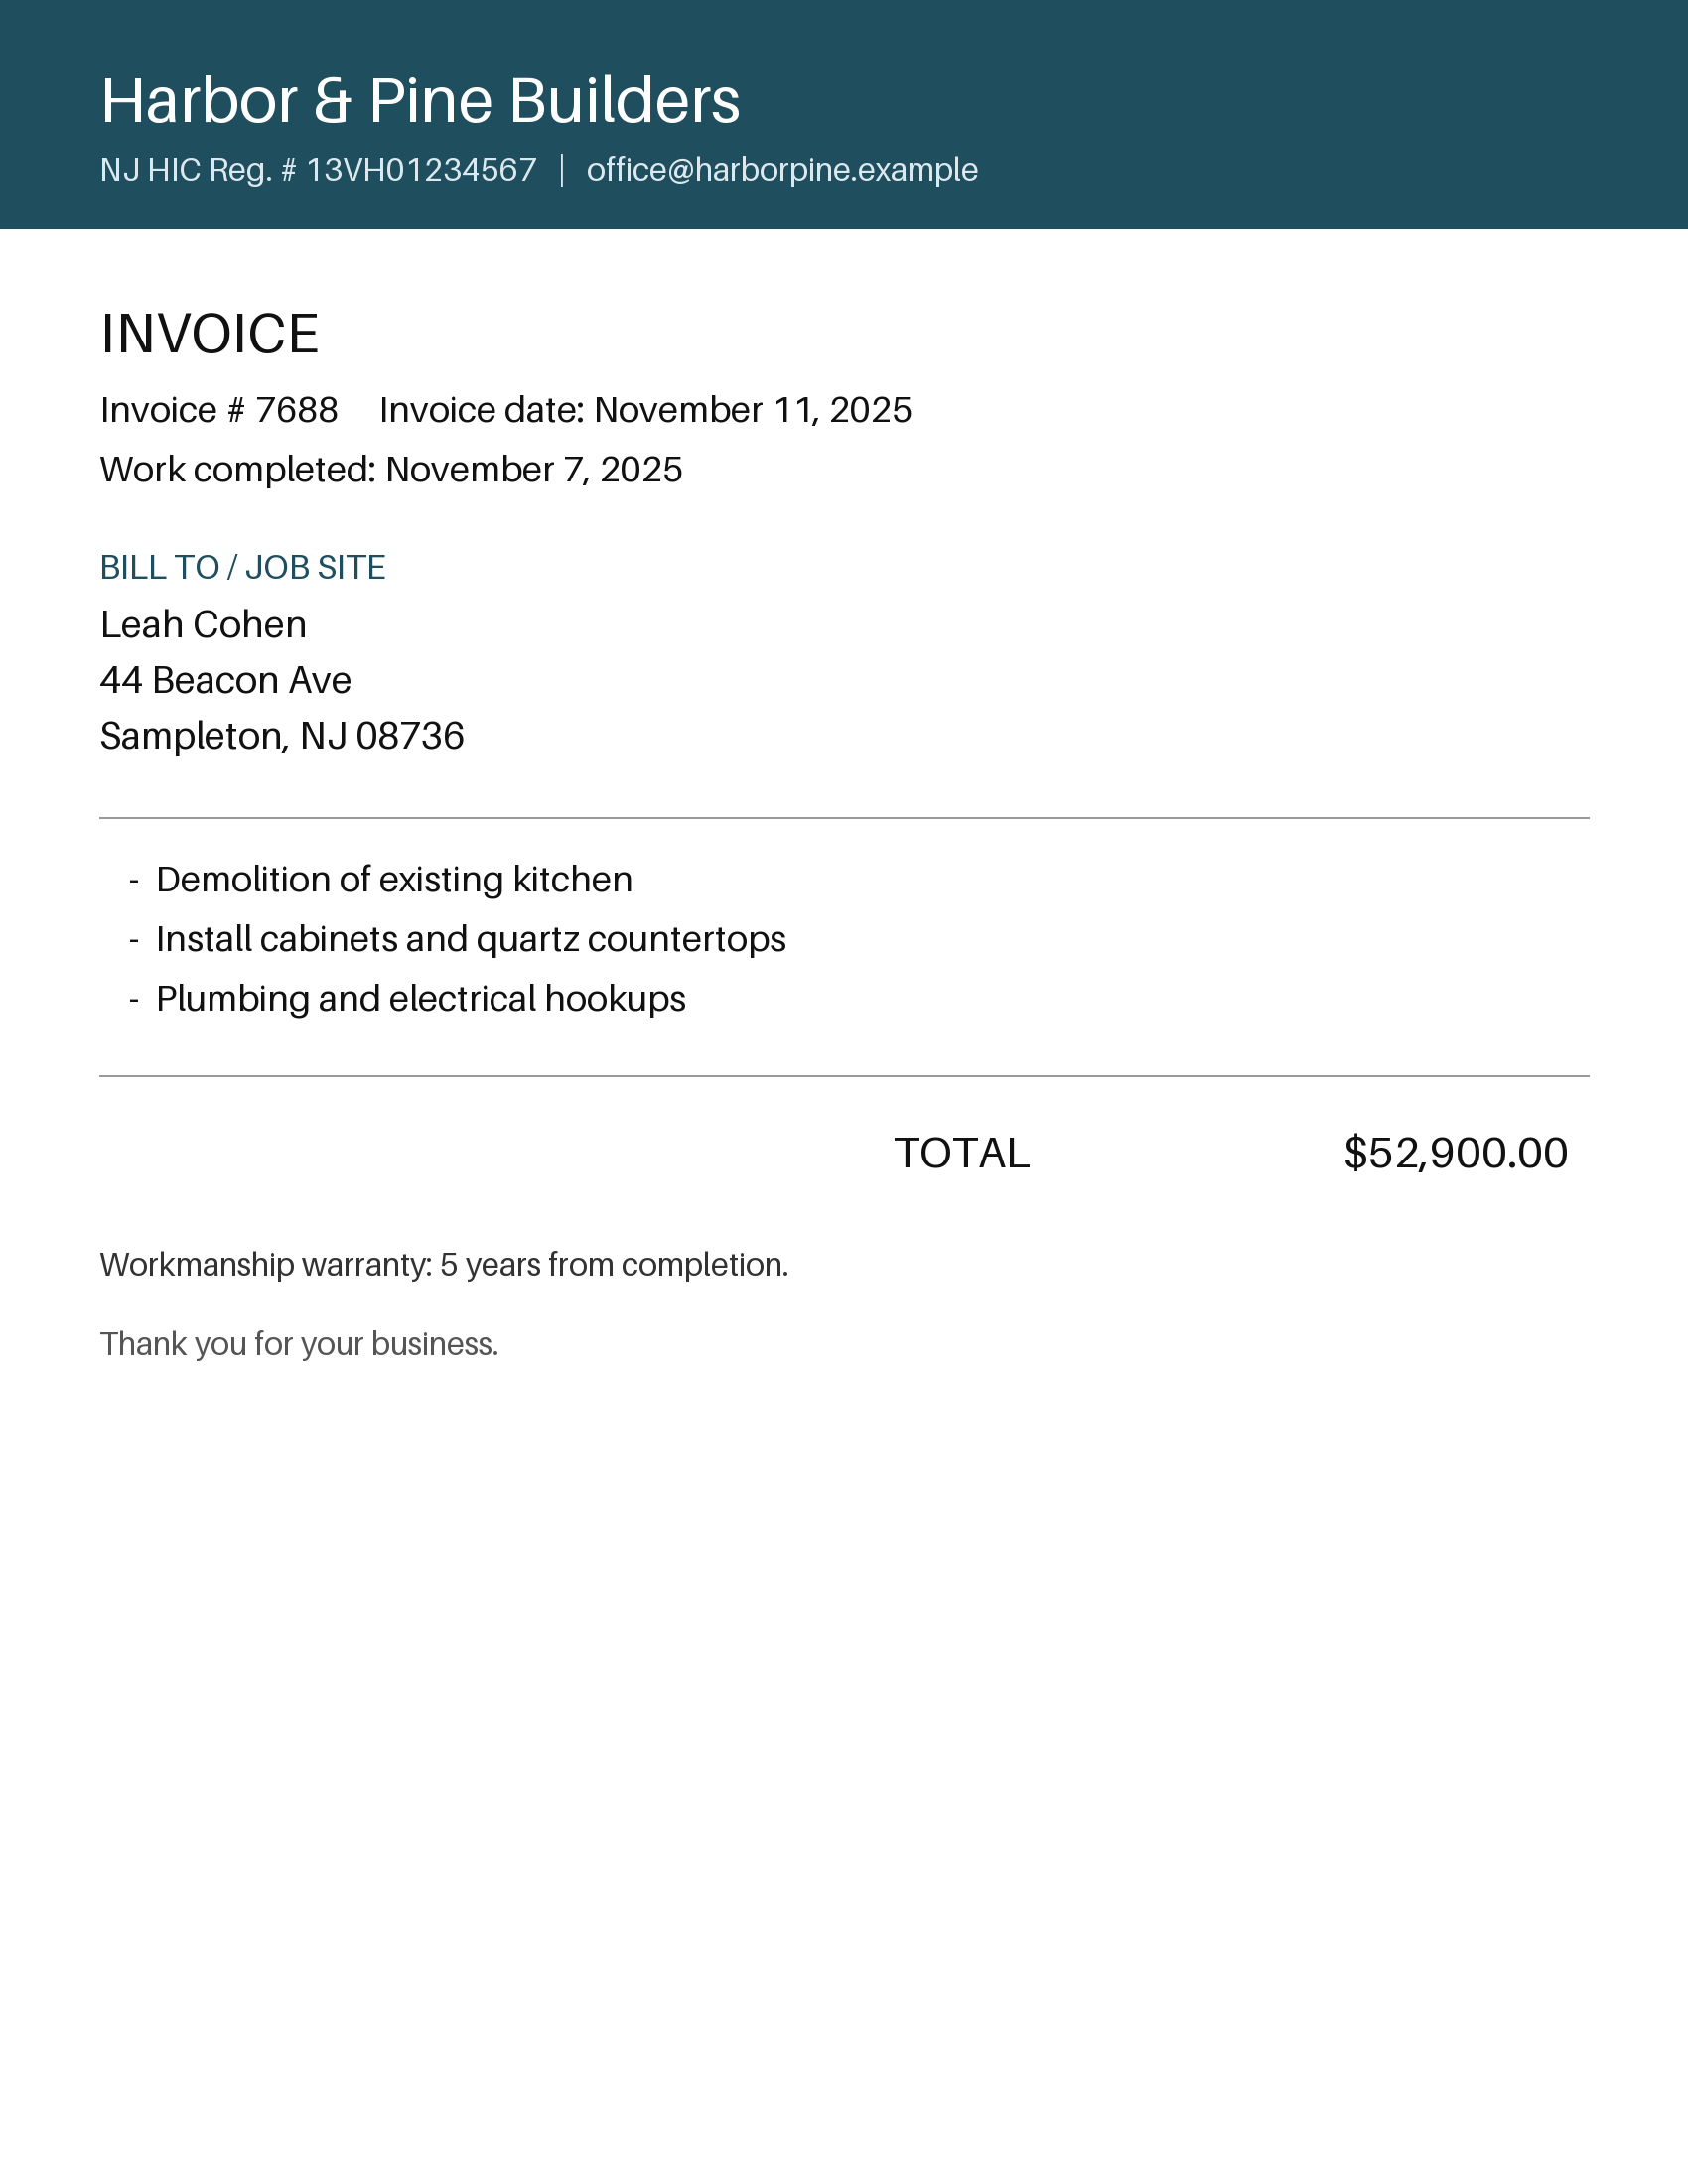 Harbor & Pine Builders
NJ HIC Reg. # 13VH01234567 | office@harborpine.example
INVOICE
Invoice # 7688 Invoice date: November 11, 2025
Work completed: November 7, 2025
BILL TO / JOB SITE
Leah Cohen
44 Beacon Ave
Sampleton, NJ 08736
- Demolition of existing kitchen
- Install cabinets and quartz countertops
- Plumbing and electrical hookups
TOTAL $52,900.00
Workmanship warranty: 5 years from completion.
Thank you for your business.